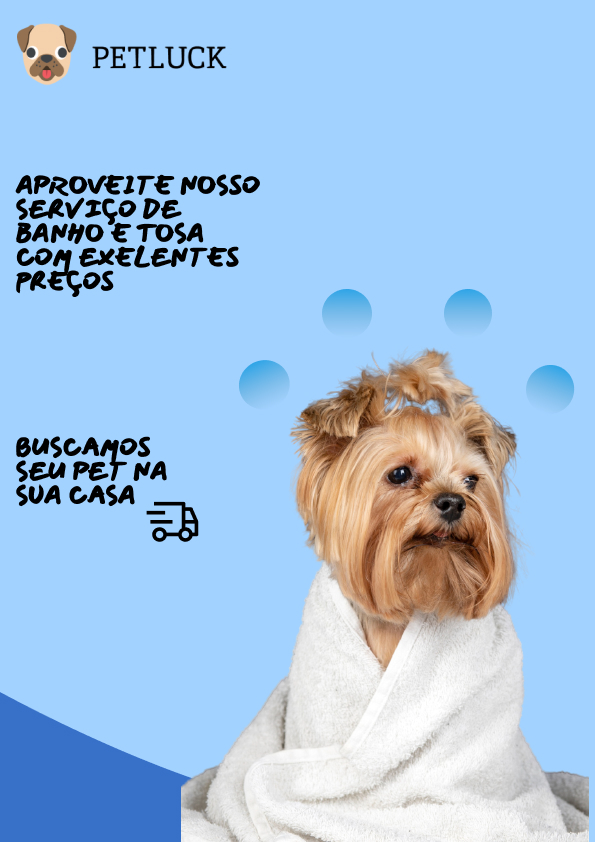 PETLUCK
APROVEITE NOSSO
SERVIÇO DE
BANHO E TOSA
COM EXELENTES
PREÇOS
BUSCAMOS
SEU PET NA
SUA CASA